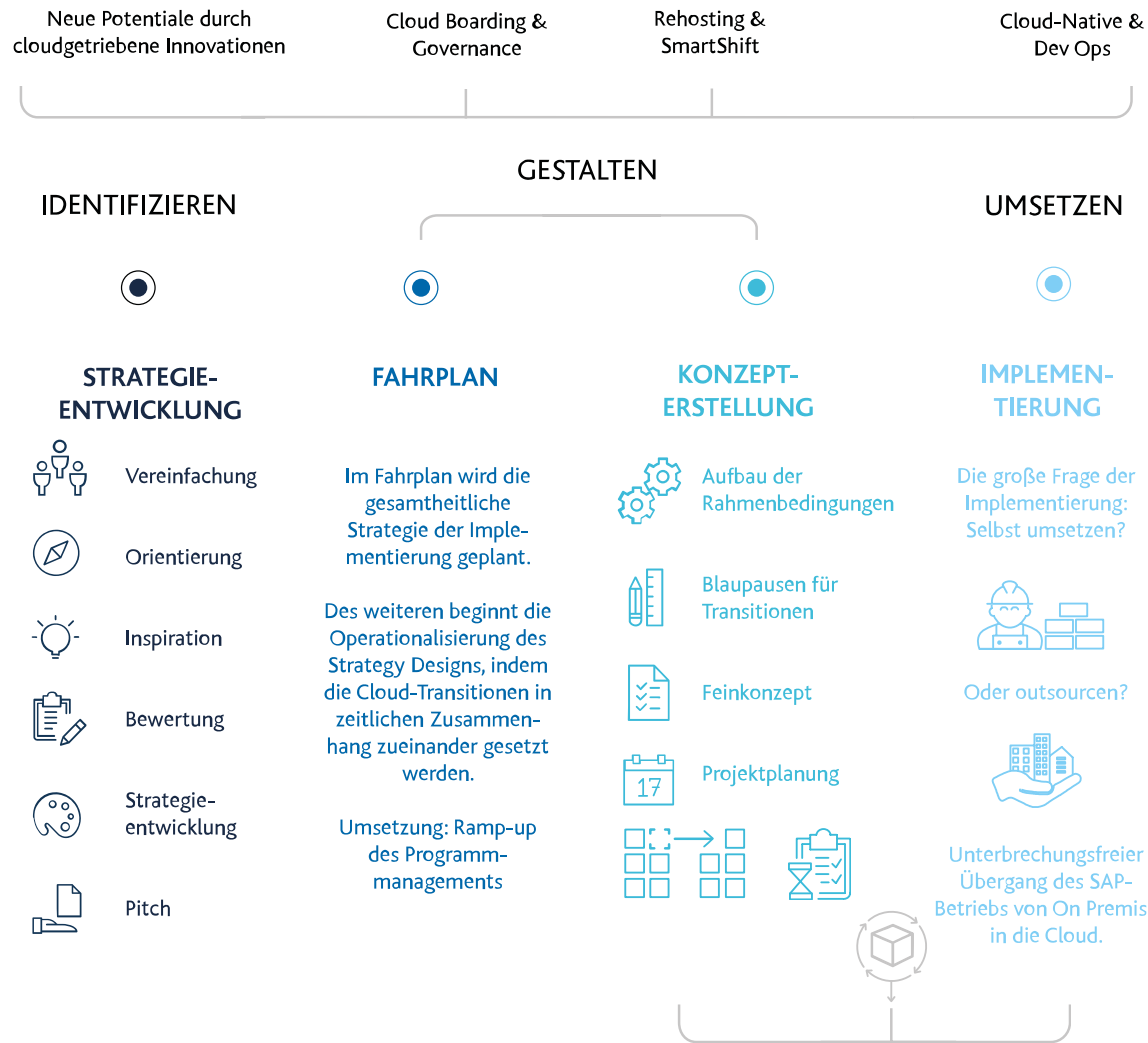 Neue Potentiale durch
cloudgetriebene Innovationen
Cloud Boarding &
Governance
Rehosting &
SmartShift
Cloud-Native &
Dev Ops
GESTALTEN
IDENTIFIZIEREN
UMSETZEN
STRATEGIE-
ENTWICKLUNG
Vereinfachung
Orientierung
Inspiration
Bewertung
Strategie-
entwicklung
Pitch
FAHRPLAN
Im Fahrplan wird die
gesamtheitliche
Strategie der Imple-
mentierung geplant.
Des weiteren beginnt die
Operationalisierung des
Strategy Designs, indem
die Cloud-Transitionen in
zeitlichen Zusammen-
hang zueinander gesetzt
werden.
Umsetzung: Ramp-up
des Programm-
managements
KONZEPT-
ERSTELLUNG
Aufbau der
Rahmenbedingungen
Blaupausen für
Transitionen
Feinkonzept
17
Projektplanung
IMPLEMEN-
TIERUNG
Die große Frage der
Implementierung:
Selbst umsetzen?
Oder outsourcen?
Unterbrechungsfreier
Übergang des SAP-
Betriebs von On Premis
in die Cloud.